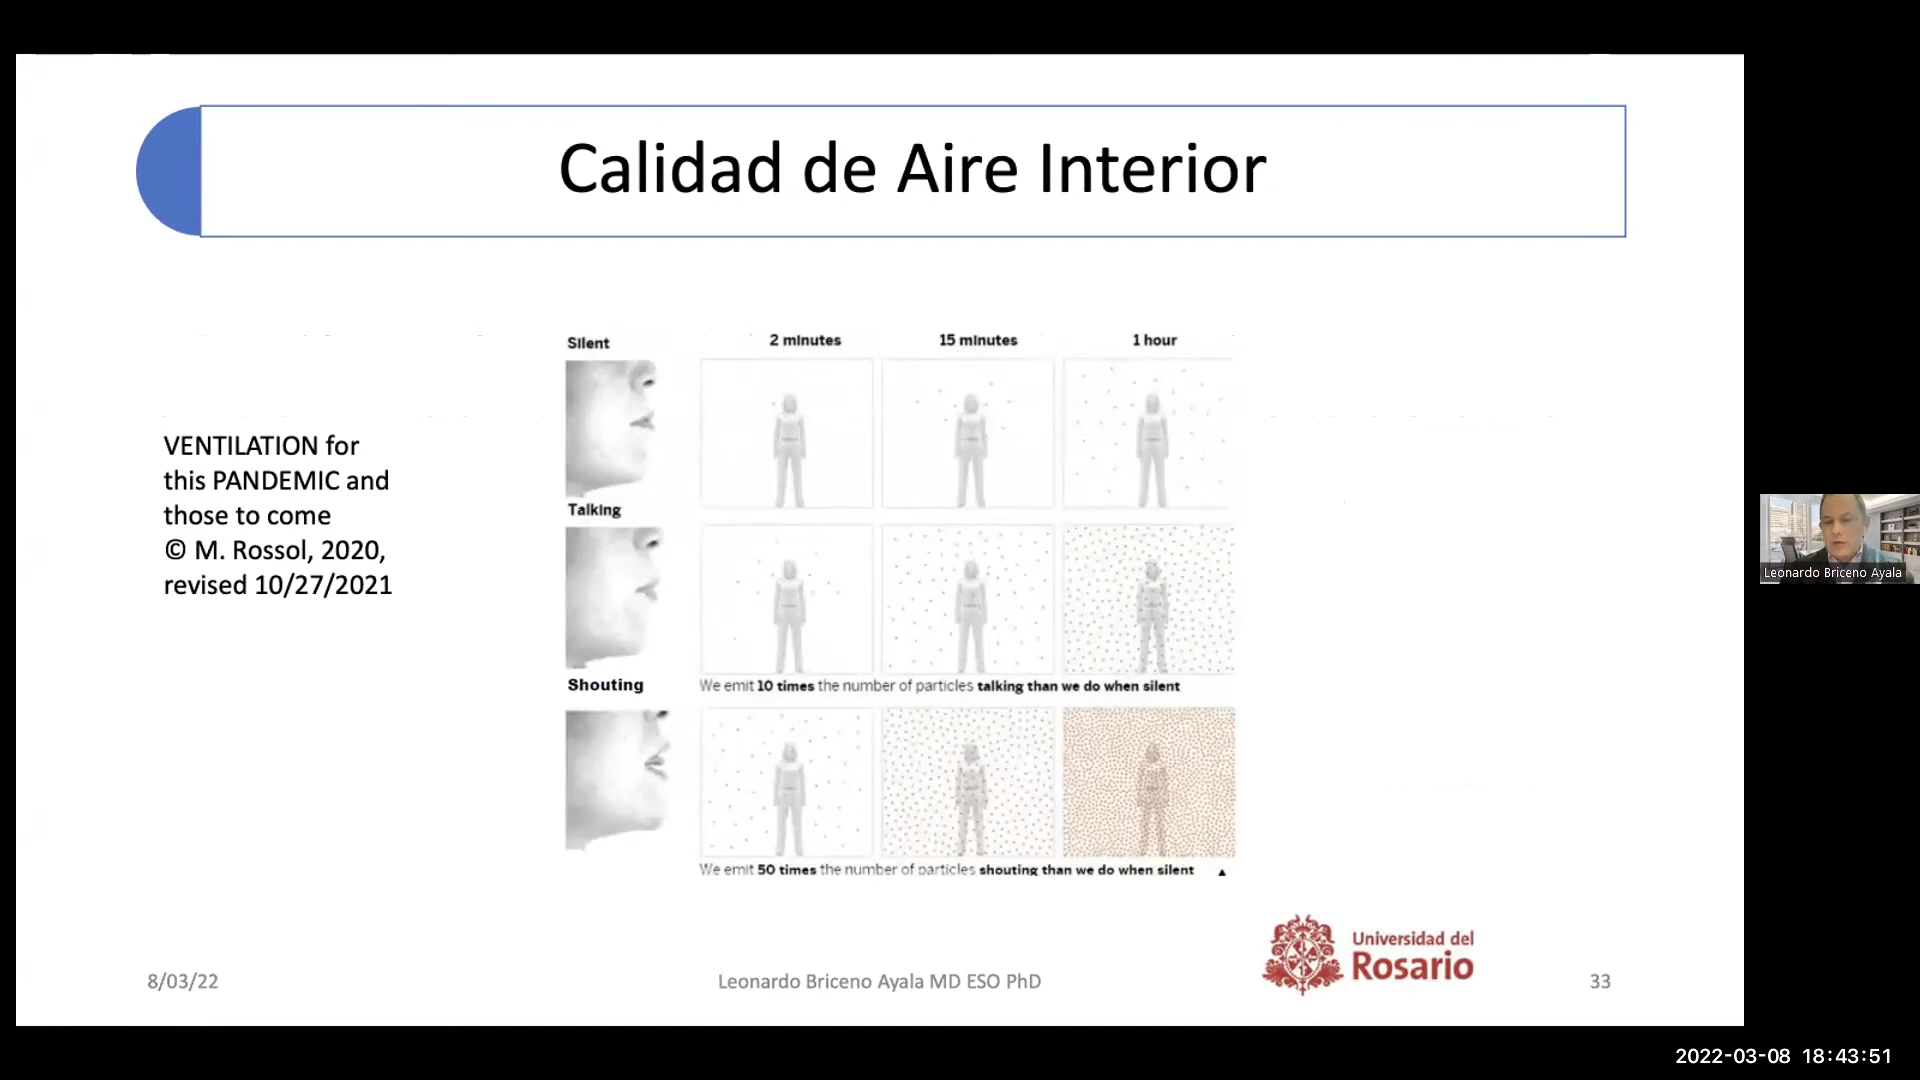 Calidad de Aire Interior
VENTILATION for
this PANDEMIC and
those to come
© M. Rossol, 2020,
revised 10/27/2021
Silent
2 minutes
15 minutes
1 hour
Talking
We emit 10 times the number of particles talking than we do when silent
Shouting
We emit 50 times the number of particles shouting than we do when silent
Leonardo Briceno Ayala
8/03/22
Leonardo Briceno Ayala MD ESO PhD
Universidad del
Rosario
33
2022-03-08 18:43:51